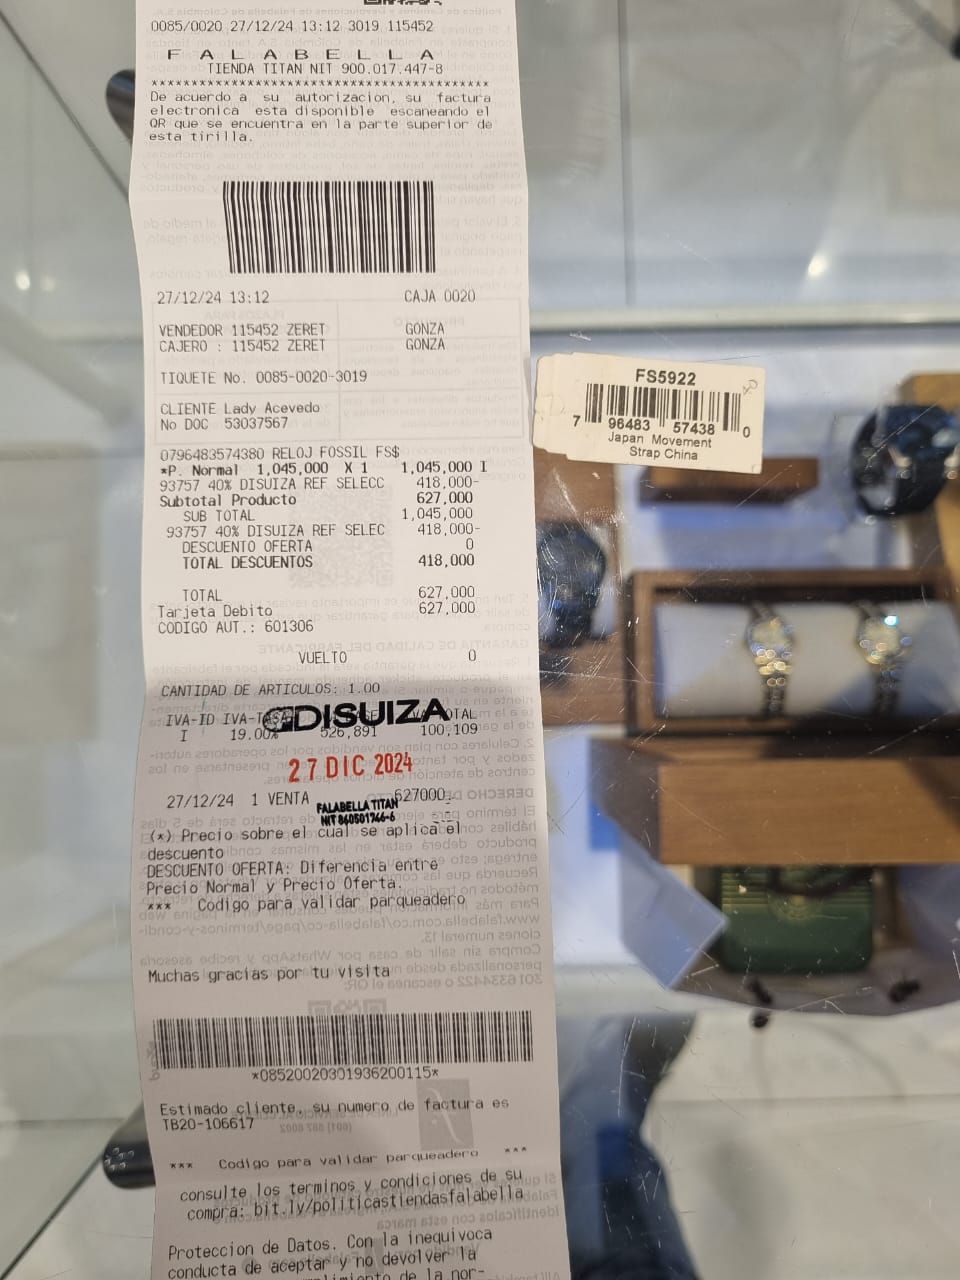 0085/0020 27/12/24 13:12 3019 115452
F A L A B E L L A
TIENDA TITAN NIT 900.017.447-8
****************************************
De acuerdo a su autorizacion, su factura
electronica esta disponible escaneando el
QR que se encuentra en la parte superior de
esta tirilla.
27/12/24 13:12 CAJA 0020
VENDEDOR 115452 ZERET GONZA
CAJERO : 115452 ZERET GONZA
TIQUETE No. 0085-0020-3019
CLIENTE Lady Acevedo
No DOC 53037567
0796483574380 RELOJ FOSSIL FS$
*P. Normal 1,045,000 X 1 1,045,000 I
93757 40% DISUIZA REF SELECC 418,000-
Subtotal Producto 627,000
SUB TOTAL 1,045,000
93757 40% DISUIZA REF SELEC 418,000-
DESCUENTO OFERTA 0
TOTAL DESCUENTOS 418,000
TOTAL 627,000
Tarjeta Debito 627,000
CODIGO AUT.: 601306
VUELTO 0
CANTIDAD DE ARTICULOS: 1.00
DISUIZA
IVA-ID IVA-TASA
I 19.00% 526,891 100,109
27 DIC 2024
27/12/24 1 VENTA 627000.-
FALABELLA TITAN
NIT 860501746-6
(*) Precio sobre el cual se aplica el
descuento
DESCUENTO OFERTA: Diferencia entre
Precio Normal y Precio Oferta.
*** Codigo para validar parqueadero
Muchas gracias por tu visita
*08520020301936200115*
Estimado cliente, su numero de factura es
TB20-106617
*** Codigo para validar parqueadero ***
consulte los terminos y condiciones de su
compra: bit.ly/politicastiendasfalabella
Proteccion de Datos. Con la inequivoca
conducta de aceptar y no devolver la
FS5922
40
7 96483 57438 0
Japan Movement
Strap China